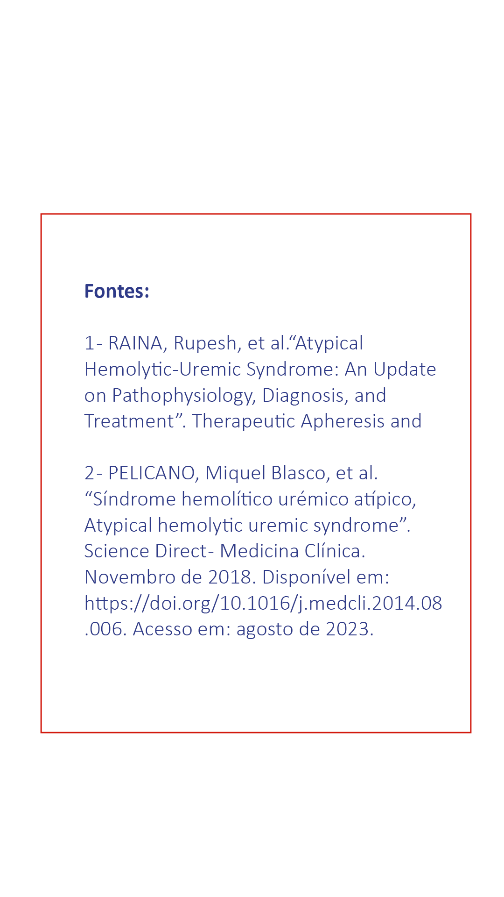 Fontes:
1- RAINA, Rupesh, et al.“Atypical
Hemolytic-Uremic Syndrome: An Update
on Pathophysiology, Diagnosis, and
Treatment”. Therapeutic Apheresis and
2- PELICANO, Miquel Blasco, et al.
“Síndrome hemolítico urémico atípico,
Atypical hemolytic uremic syndrome”.
Science Direct- Medicina Clínica.
Novembro de 2018. Disponível em:
https://doi.org/10.1016/j.medcli.2014.08
.006. Acesso em: agosto de 2023.